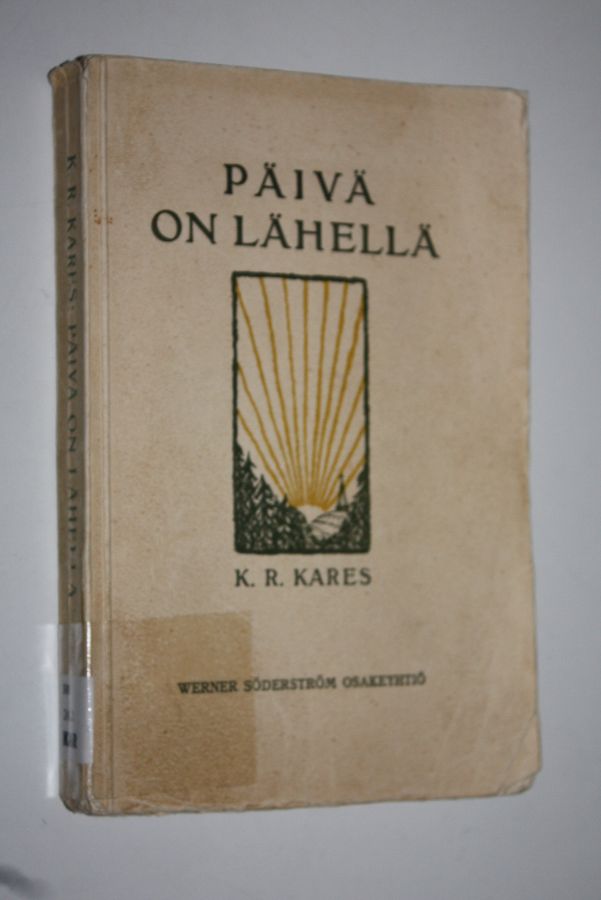 PÄIVÄ
ON LÄHELLÄ
K. R. KARES
WERNER SÖDERSTRÖM OSAKEYHTIÖ
K. R. KARES: PÄIVÄ ON LÄHELLÄ